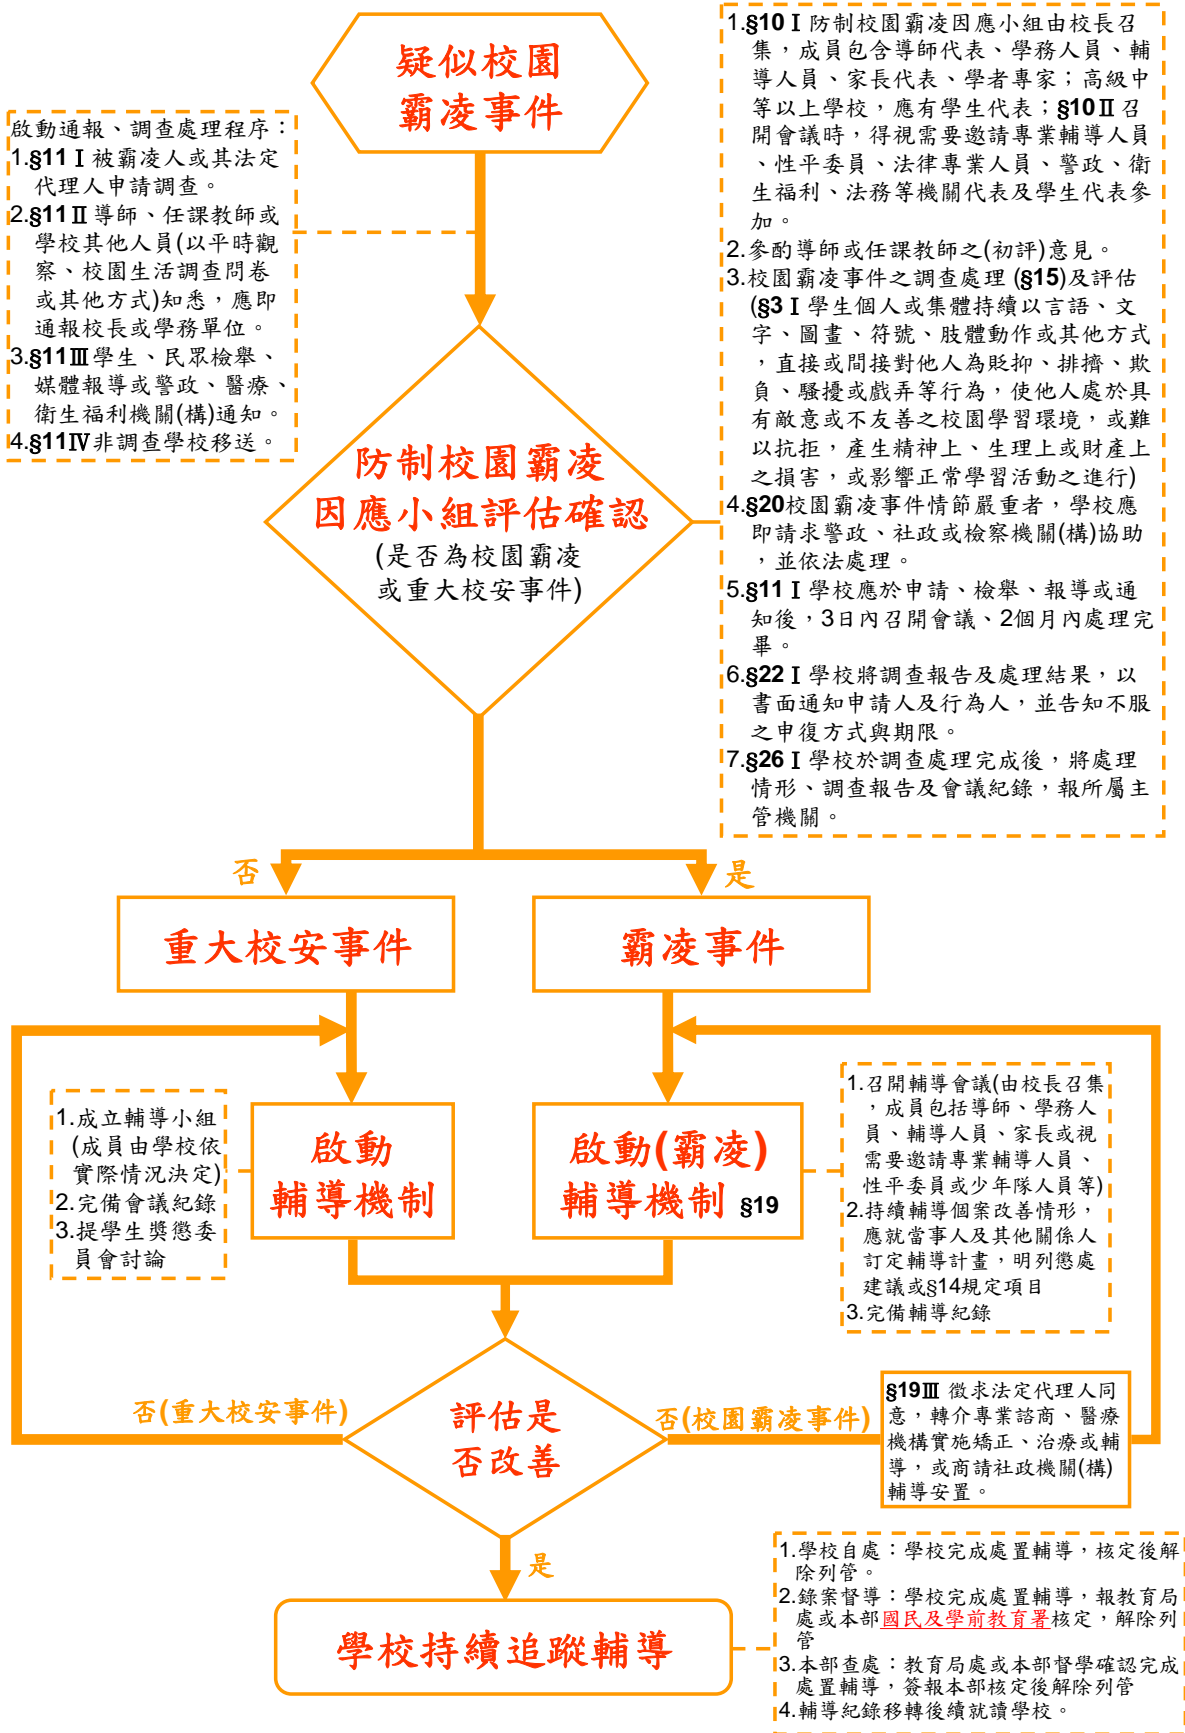 疑似校園
霸凌事件
啟動通報、調查處理程序：
1.§11 I 被霸凌人或其法定
代理人申請調查。
2.§11 II 導師、任課教師或
學校其他人員(以平時觀
察、校園生活調查問卷
或其他方式)知悉，應即
通報校長或學務單位。
3.§11III 學生、民眾檢舉、
媒體報導或警政、醫療、
衛生福利機關(構)通知。
4.§11IV非調查學校移送。
1.§10 I 防制校園霸凌因應小組由校長召
集，成員包含導師代表、學務人員、輔
導人員、家長代表、學者專家；高級中
等以上學校，應有學生代表；§10 II 召
開會議時，得視需要邀請專業輔導人員
、性平委員、法律專業人員、警政、衛
生福利、法務等機關代表及學生代表參
加。
2.參酌導師或任課教師之(初評)意見。
3.校園霸凌事件之調查處理 (§15)及評估
(§3 I 學生個人或集體持續以言語、文
字、圖畫、符號、肢體動作或其他方式
，直接或間接對他人為貶抑、排擠、欺
負、騷擾或戲弄等行為，使他人處於具
有敵意或不友善之校園學習環境，或難
以抗拒，產生精神上、生理上或財產上
之損害，或影響正常學習活動之進行)
4.§20校園霸凌事件情節嚴重者，學校應
即請求警政、社政或檢察機關(構)協助
，並依法處理。
5.§11 I 學校應於申請、檢舉、報導或通
知後，3日內召開會議、2個月內處理完
畢。
6.§22 I 學校將調查報告及處理結果，以
書面通知申請人及行為人，並告知不服
之申復方式與期限。
7.§26 I 學校於調查處理完成後，將處理
情形、調查報告及會議紀錄，報所屬主
管機關。
防制校園霸凌
因應小組評估確認
(是否為校園霸凌
或重大校安事件)
否
是
重大校安事件
霸凌事件
1.成立輔導小組
(成員由學校依
實際情況決定)
2.完備會議紀錄
3.提學生獎懲委
員會討論
啟動
輔導機制
啟動(霸凌)
輔導機制 §19
1.召開輔導會議(由校長召集
，成員包括導師、學務人
員、輔導人員、家長或視
需要邀請專業輔導人員、
性平委員或少年隊人員等)
2.持續輔導個案改善情形，
應就當事人及其他關係人
訂定輔導計畫，明列懲處
建議或§14規定項目
3.完備輔導紀錄
否(重大校安事件)
評估是
否改善
否(校園霸凌事件)
§19III 徵求法定代理人同
意，轉介專業諮商、醫療
機構實施矯正、治療或輔
導，或商請社政機關(構)
輔導安置。
是
學校持續追蹤輔導
1.學校自處：學校完成處置輔導，核定後解
除列管。
2.錄案督導：學校完成處置輔導，報教育局
處或本部國民及學前教育署核定，解除列
管
3.本部查處：教育局處或本部督學確認完成
處置輔導，簽報本部核定後解除列管
4.輔導紀錄移轉後續就讀學校。